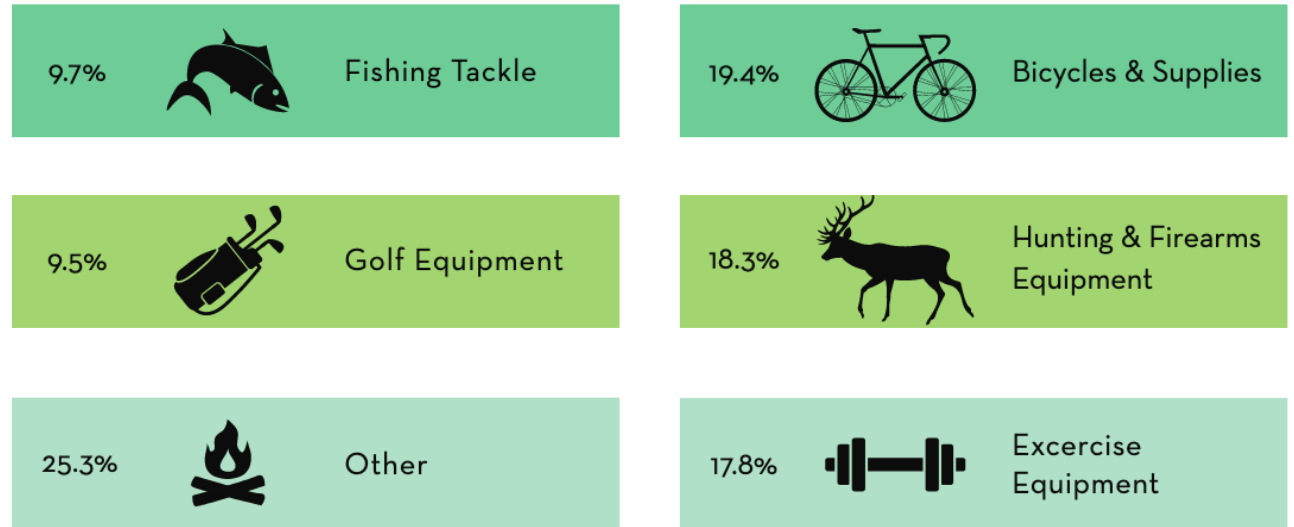 9.7%
Fishing Tackle
19.4%
Bicycles & Supplies
9.5%
Golf Equipment
18.3%
Hunting & Firearms
Equipment
25.3%
Other
17.8%
Excercise
Equipment